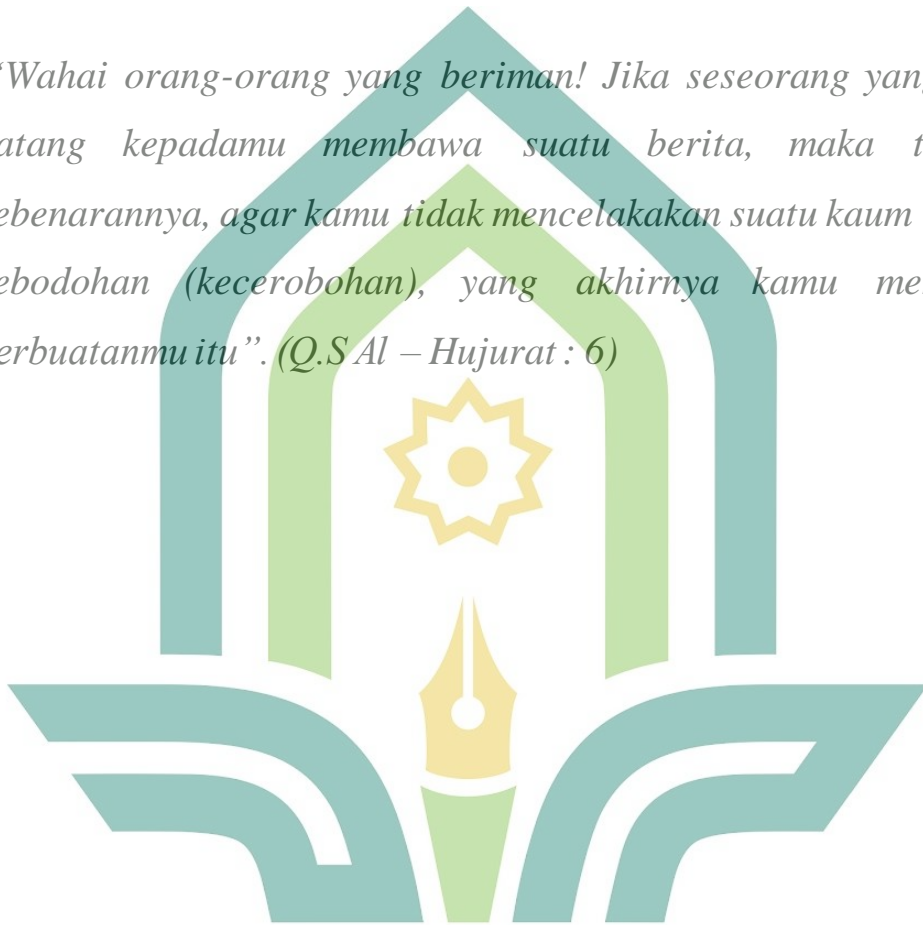 “Wahai orang-orang yang beriman! Jika seseorang yang
atang kepadamu membawa suatu berita, maka t
ebenarannya, agar kamu tidak mencelakakan suatu kaum
ebodohan (kecerobohan), yang akhirnya kamu me
erbuatanmu itu”. (Q.S Al – Hujurat : 6)